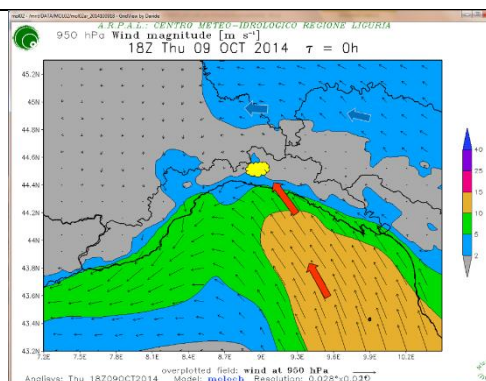 A.R.P.A.L.: CENTRO METEO-IDROLOGICO REGIONE LIGURIA
950 hPa Wind magnitude [m s⁻¹]
18Z Thu 09 OCT 2014 τ = 0h
45.2N
45N
44.8N
44.6N
44.4N
44.2N
44N
43.8N
43.6N
43.4N
43.2N
40
25
15
10
5
2
7.2E 7.5E 7.8E 8.1E 8.4E 8.7E 9E 9.3E 9.6E 9.9E 10.2E
overplotted field: wind at 950 hPa
Analisys: Thu 18Z09OCT2014 Model: moloch Resolution: 0.028°x0.028°